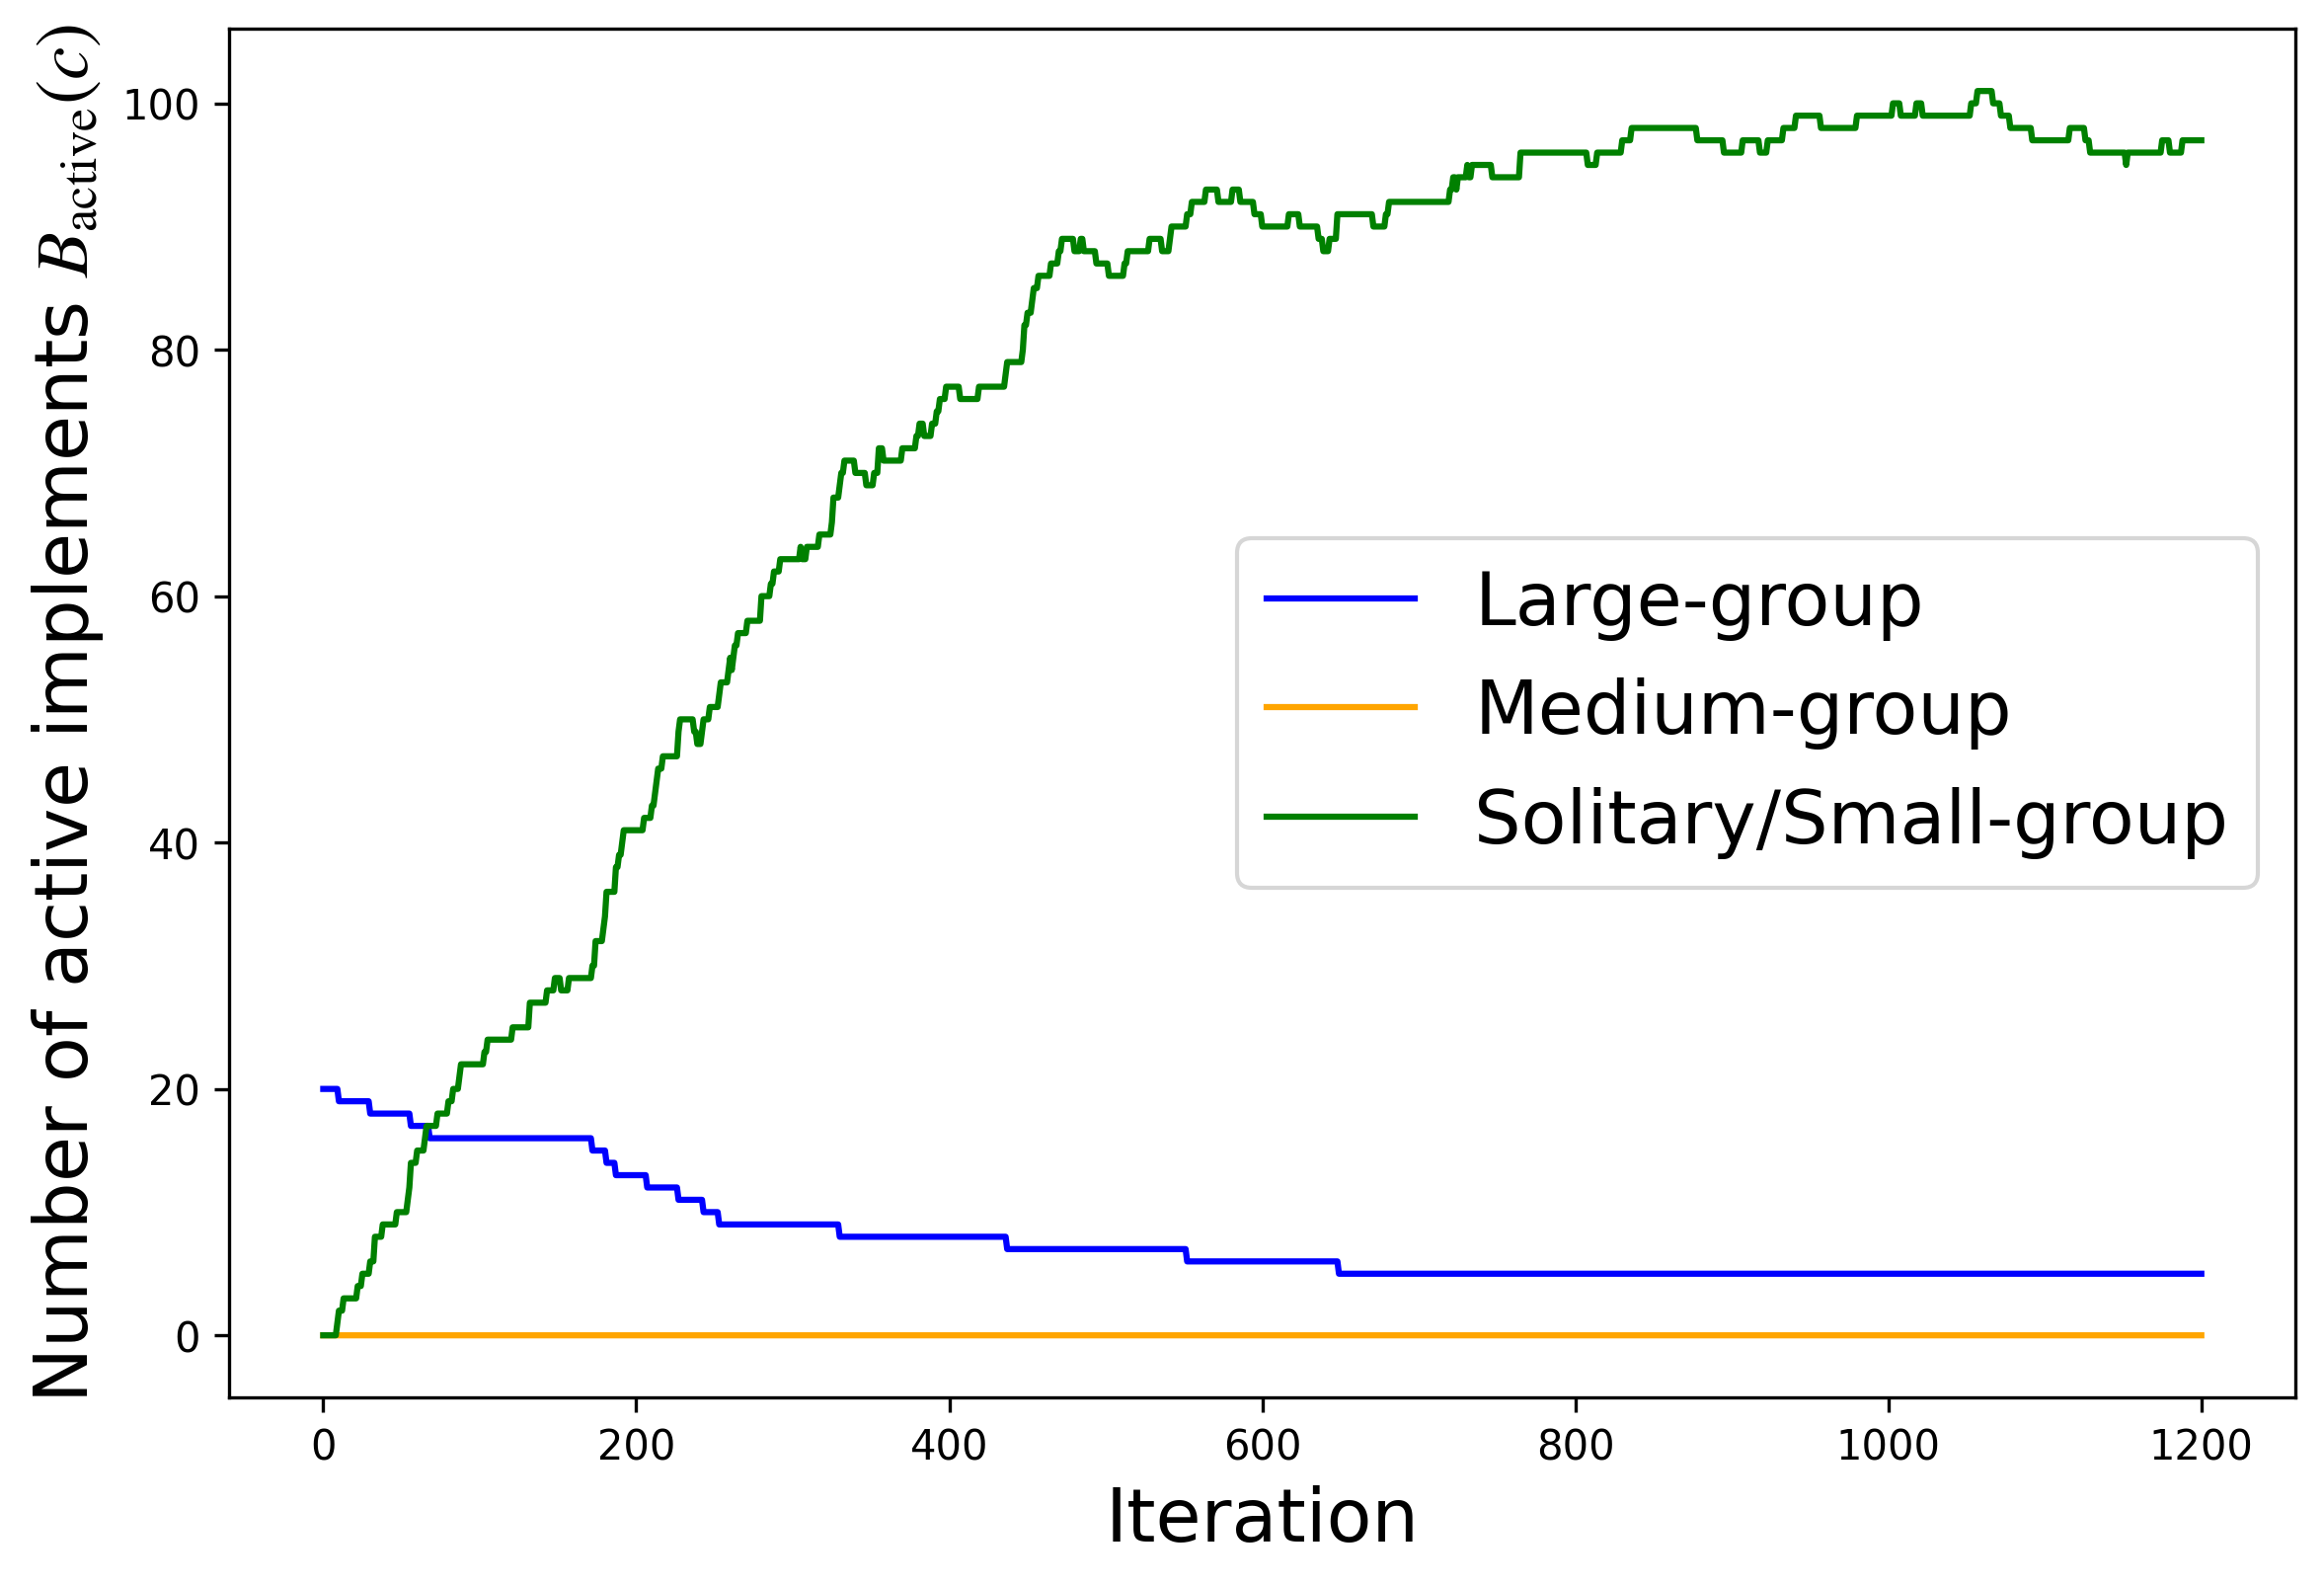 Number of active implements B_active(c)
100
80
60
40
20
0
Large-group
Medium-group
Solitary/Small-group
0 200 400 600 800 1000 1200
Iteration